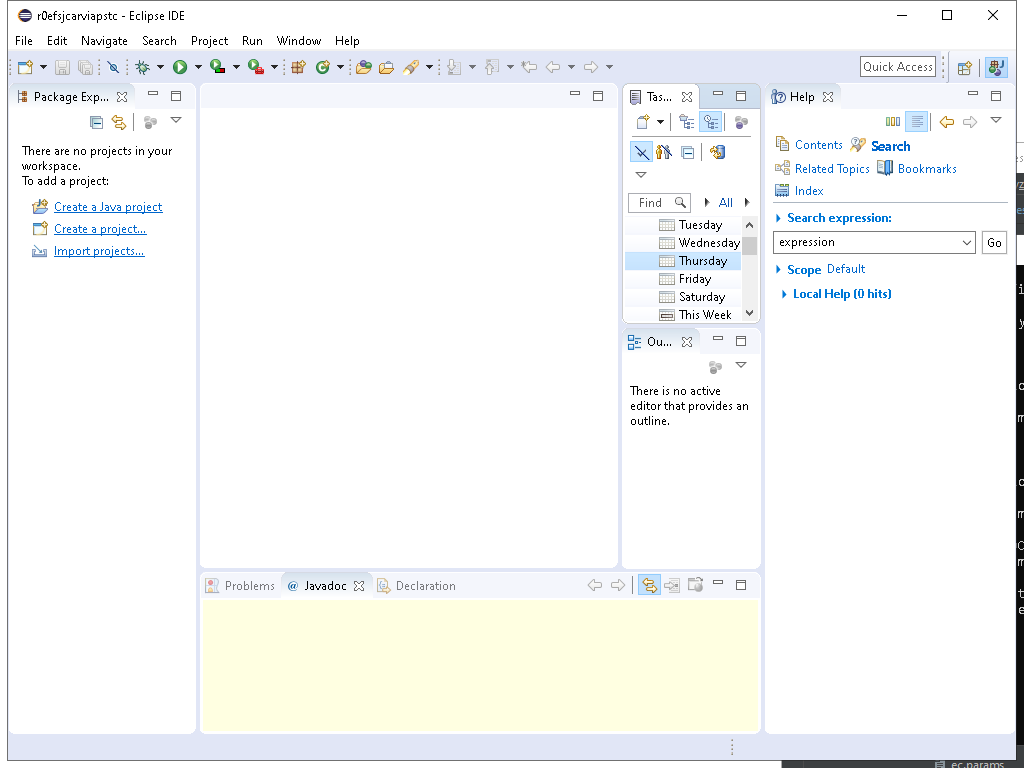 r0efsjcarviapstc - Eclipse IDE
File Edit Navigate Search Project Run Window Help
Quick Access
Package Exp...
There are no projects in your
workspace.
To add a project:
Create a Java project
Create a project...
Import projects...
Tas...
Find
All
Tuesday
Wednesday
Thursday
Friday
Saturday
This Week
Ou...
There is no active
editor that provides an
outline.
Help
Contents Search
Related Topics Bookmarks
Index
Search expression:
expression
Go
Scope Default
Local Help (0 hits)
Problems @ Javadoc Declaration
ec.params